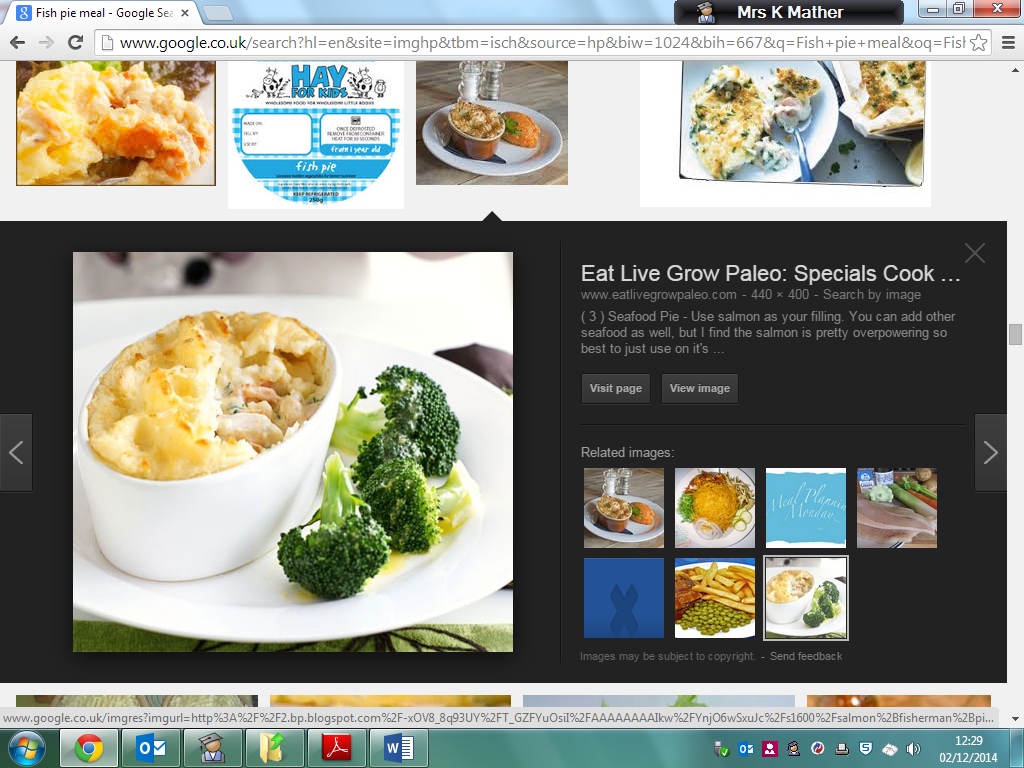 Fish pie meal - Google Sea
Mrs K Mather
www.google.co.uk/search?hl=en&site=imghp&tbm=isch&source=hp&biw=1024&bih=667&q=Fish+pie+meal&oq=Fish
HAY
FOR KIDS
WHOLESOME FOOD FOR WHOLESOME LITTLE BODIES
MADE ON:
SELL BY:
USE BY:
ONCE DEFROSTED
REMOVE FROM CONTAINER
HEAT FOR 30 SECONDS
from 1 year old
fish pie
KEEP REFRIGERATED
250g
Eat Live Grow Paleo: Specials Cook ...
www.eatlivegrowpaleo.com - 440 × 400 - Search by image
( 3 ) Seafood Pie - Use salmon as your filling. You can add other
seafood as well, but I find the salmon is pretty overpowering so
best to just use on it's ...
Visit page
View image
Related images:
Meal Planning
Monday
Images may be subject to copyright. - Send feedback
www.google.co.uk/imgres?imgurl=http%3A%2F%2F2.bp.blogspot.com%2F-xOV8_8q93UY%2FT_GZFYuOsiI%2FAAAAAAAAIkw%2FYnjO6wSxuJc%2Fs1600%2Fsalmon%2Bfisherman%2Bpi...
12:29
02/12/2014